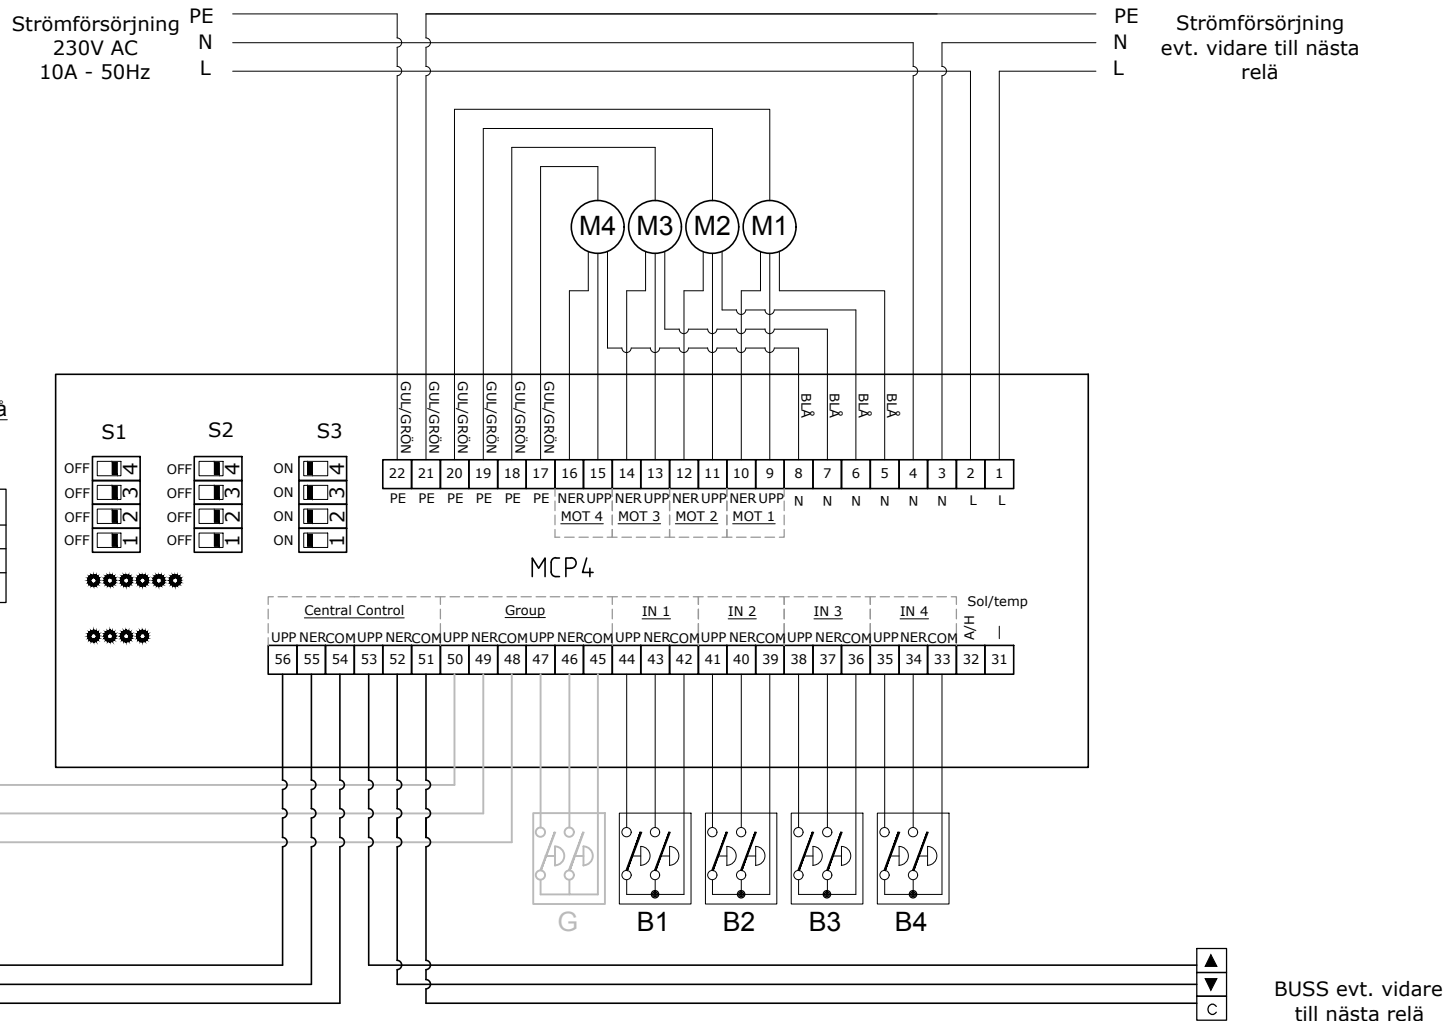 Strömförsörjning
230V AC
10A - 50Hz
PE
N
L
PE
N
L
Strömförsörjning
evt. vidare till nästa
relä
M4 M3 M2 M1
GUL/GRÖN GUL/GRÖN GUL/GRÖN GUL/GRÖN GUL/GRÖN GUL/GRÖN
BLÅ BLÅ BLÅ BLÅ
å
S1 S2 S3
OFF 4 OFF 4 ON 4
OFF 3 OFF 3 ON 3
OFF 2 OFF 2 ON 2
OFF 1 OFF 1 ON 1
22 21 20 19 18 17 16 15 14 13 12 11 10 9 8 7 6 5 4 3 2 1
PE PE PE PE PE PE NER UPP NER UPP NER UPP NER UPP N N N N N N L L
MOT 4 MOT 3 MOT 2 MOT 1
MCP4
Central Control Group IN 1 IN 2 IN 3 IN 4 Sol/temp
UPP NER COM UPP NER COM UPP NER COM UPP NER COM UPP NER COM UPP NER COM UPP NER COM UPP NER COM A/H —
56 55 54 53 52 51 50 49 48 47 46 45 44 43 42 41 40 39 38 37 36 35 34 33 32 31
G B1 B2 B3 B4
▲
▼
C
BUSS evt. vidare
till nästa relä